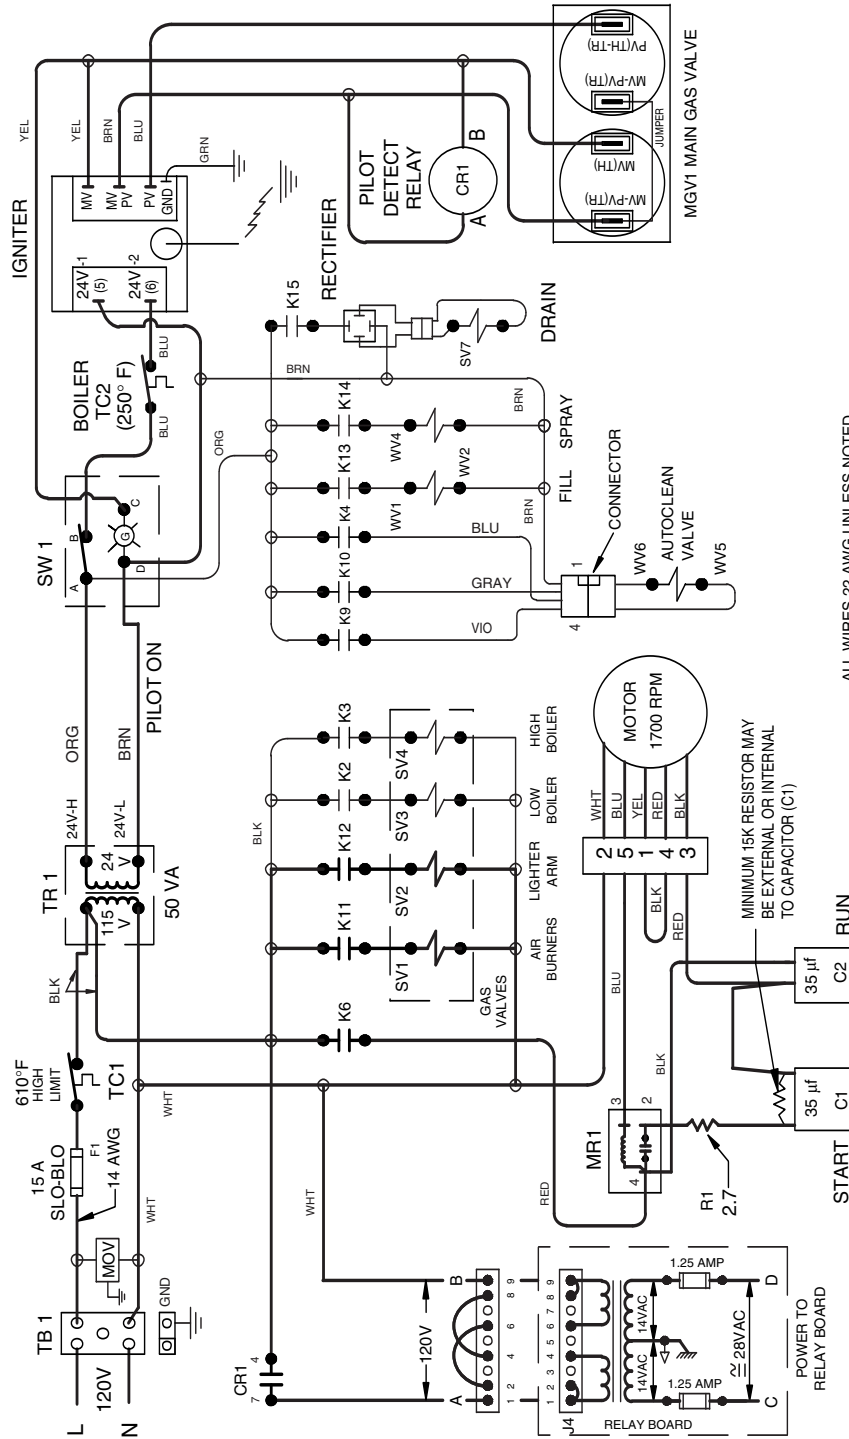 L
N
120V
TB 1
GND
MOV
15 A
SLO-BLO
F1
14 AWG
WHT
610°F
HIGH
LIMIT
TC1
WHT
BLK
TR 1
115
V
24
V
50 VA
24V-H
24V-L
ORG
BRN
PILOT ON
SW 1
A
B
C
D
G
BOILER
TC2
(250° F)
BLU
BLU
ORG
IGNITER
24V -1
(5)
24V -2
(6)
MV
MV
PV
PV
GND
YEL
YEL
BRN
BLU
GRN
PILOT
DETECT
RELAY
CR1
A
B
MGV1 MAIN GAS VALVE
MV-PV(TR)
MV(TH)
MV-PV(TR)
PV(TH-TR)
JUMPER
CR1
7
4
BLK
K6
K11
K12
K2
K3
SV1
SV2
SV3
SV4
GAS
VALVES
AIR
BURNERS
LIGHTER
ARM
LOW
BOILER
HIGH
BOILER
K9
K10
K4
K13
K14
K15
VIO
GRAY
BLU
WV1
WV2
WV4
BRN
BRN
BRN
FILL
SPRAY
RECTIFIER
SV7
DRAIN
CONNECTOR
1
4
WV6
AUTOCLEAN
VALVE
WV5
WHT
A
B
120V
1
2
3
4
5
6
7
8
9
J4
RELAY BOARD
14VAC
14VAC
1.25 AMP
1.25 AMP
≅28VAC
C
D
POWER TO
RELAY BOARD
RED
MR1
3
2
4
R1
2.7
BLU
BLK
BLK
RED
2
5
1
4
3
WHT
BLU
YEL
RED
BLK
MOTOR
1700 RPM
MINIMUM 15K RESISTOR MAY
BE EXTERNAL OR INTERNAL
TO CAPACITOR (C1)
35 µf
C1
START
35 µf
C2
RUN
ALL WIRES 22 AWG UNLESS NOTED